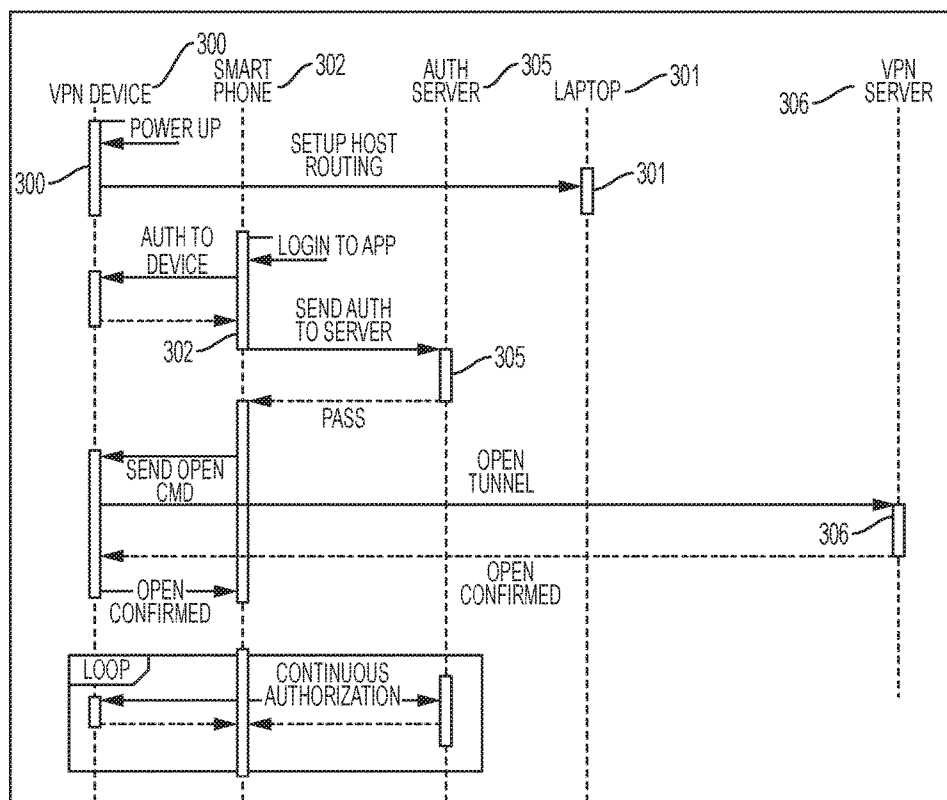 300
VPN DEVICE
SMART
PHONE
302
AUTH
SERVER
305
LAPTOP
301
306
VPN
SERVER
POWER UP
300
SETUP HOST
ROUTING
301
LOGIN TO APP
AUTH TO
DEVICE
302
SEND AUTH
TO SERVER
305
PASS
SEND OPEN
CMD
OPEN
TUNNEL
306
OPEN
CONFIRMED
OPEN
CONFIRMED
LOOP
CONTINUOUS
AUTHORIZATION